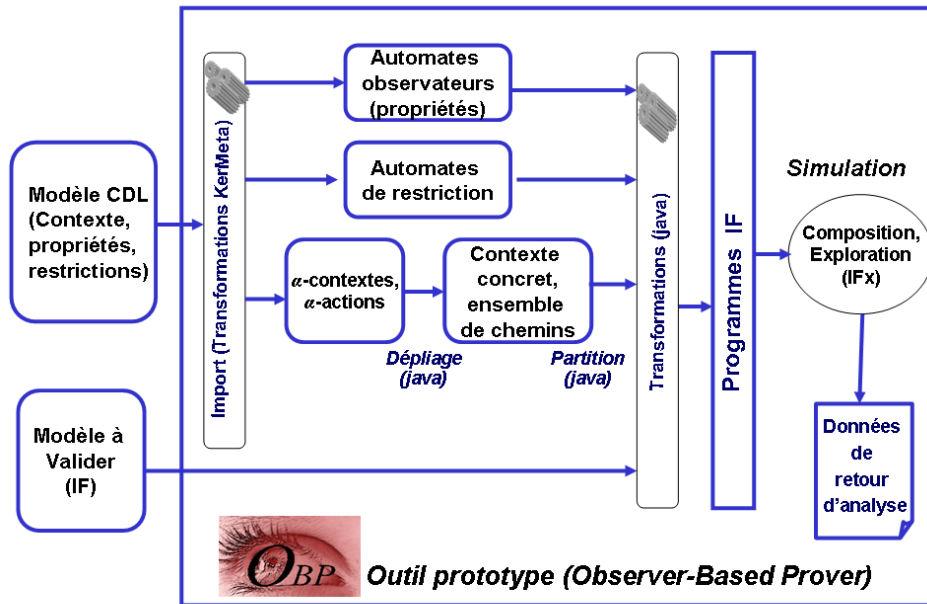 Modèle CDL
(Contexte,
propriétés,
restrictions)
Modèle à
Valider
(IF)
Import (Transformations KerMeta)
Automates
observateurs
(propriétés)
Automates
de restriction
α-contextes,
α-actions
Dépliage
(java)
Contexte
concret,
ensemble
de chemins
Partition
(java)
Transformations (java)
Programmes IF
Simulation
Composition,
Exploration
(IFx)
Données
de
retour
d'analyse
OBP
Outil prototype (Observer-Based Prover)